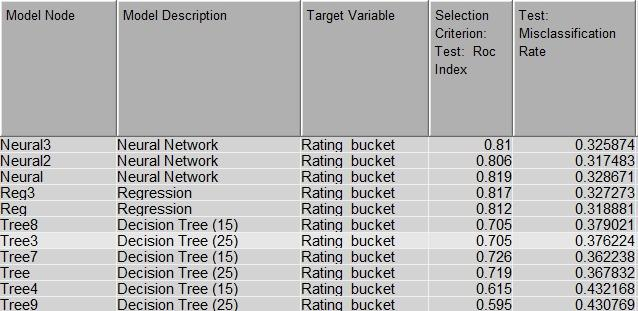 Model Node Model Description Target Variable Selection Criterion: Test: Roc Index Test: Misclassification Rate
Neural3 Neural Network Rating bucket 0.81 0.325874
Neural2 Neural Network Rating bucket 0.806 0.317483
Neural Neural Network Rating bucket 0.819 0.328671
Reg3 Regression Rating bucket 0.817 0.327273
Reg Regression Rating bucket 0.812 0.318881
Tree8 Decision Tree (15) Rating bucket 0.705 0.379021
Tree3 Decision Tree (25) Rating bucket 0.705 0.376224
Tree7 Decision Tree (15) Rating bucket 0.726 0.362238
Tree Decision Tree (25) Rating bucket 0.719 0.367832
Tree4 Decision Tree (15) Rating bucket 0.615 0.432168
Tree9 Decision Tree (25) Rating bucket 0.595 0.430769